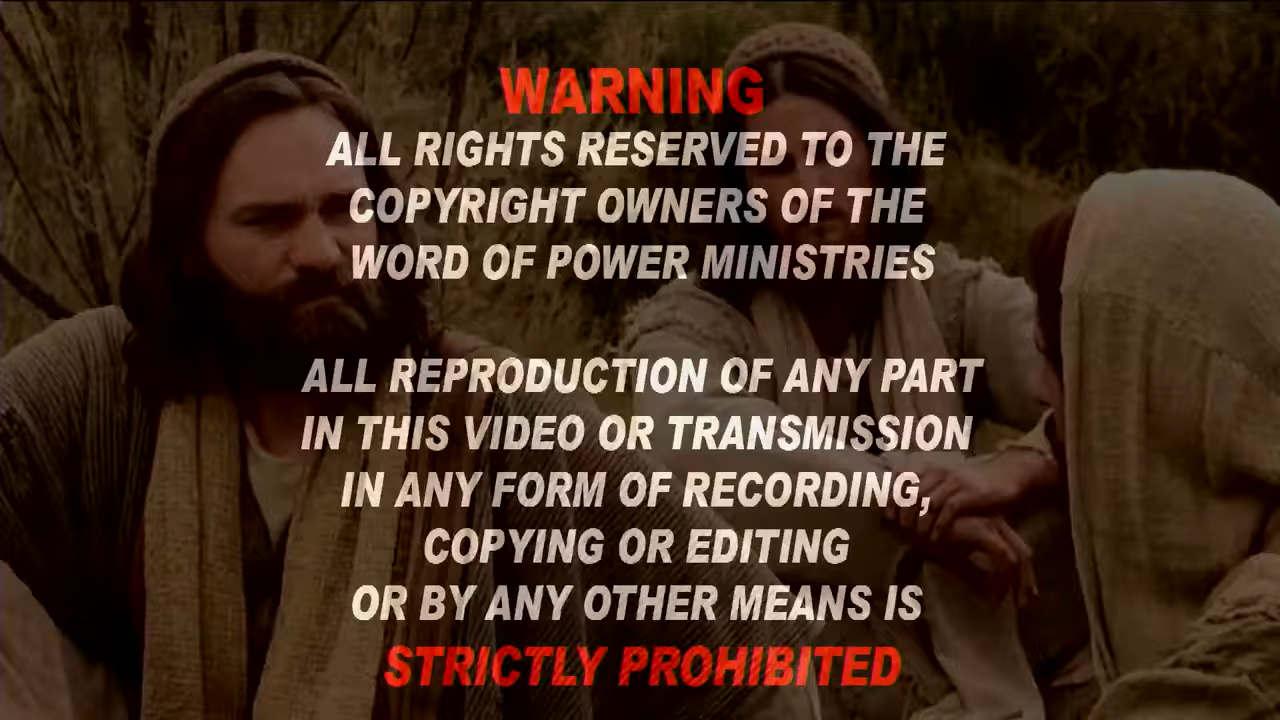 WARNING
ALL RIGHTS RESERVED TO THE
COPYRIGHT OWNERS OF THE
WORD OF POWER MINISTRIES
ALL REPRODUCTION OF ANY PART
IN THIS VIDEO OR TRANSMISSION
IN ANY FORM OF RECORDING,
COPYING OR EDITING
OR BY ANY OTHER MEANS IS
STRICTLY PROHIBITED